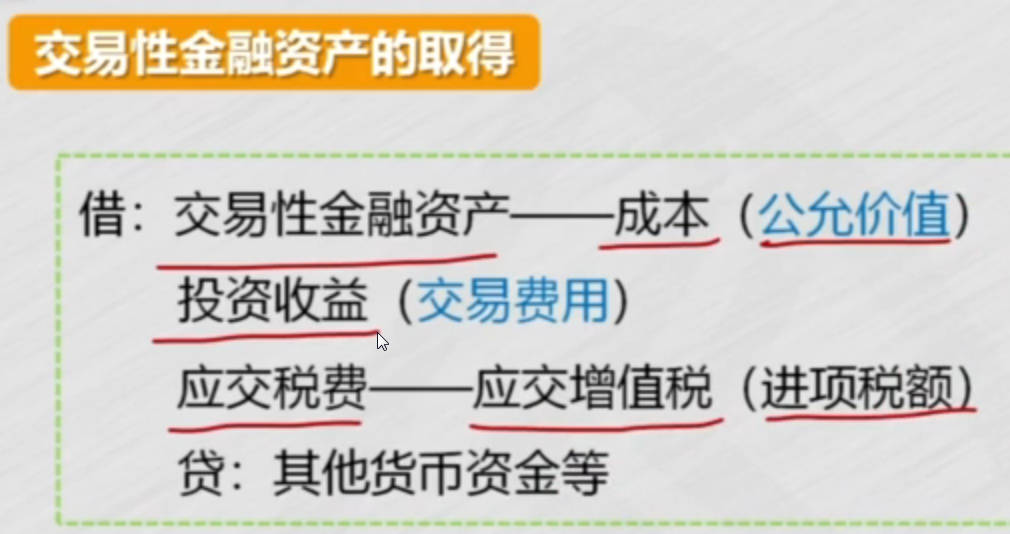 交易性金融资产的取得
借：交易性金融资产——成本（公允价值）
投资收益（交易费用）
应交税费——应交增值税（进项税额）
贷：其他货币资金等